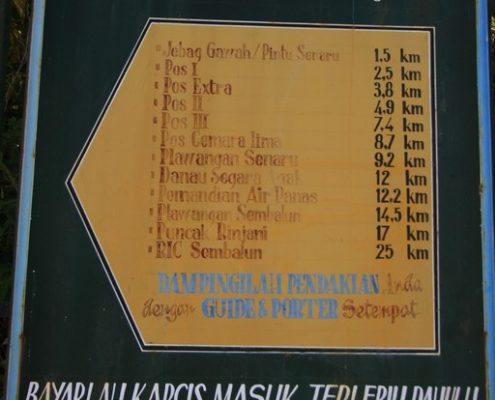 Jebag Gawah/Pintu Senaru 1.5 km
Pos I 2,5 km
Pos Extra 3,8 km
Pos II 4.9 km
Pos III 7.4 km
Pos Cemara lima 8.7 km
Plawangan Senaru 9.2 km
Danau Segara Anak 12 km
Pemandian Air Panas 12.2 km
Plawangan Sembalun 14.5 km
Puncak Rinjani 17 km
RIC Sembalun 25 km
DAMPINGILAH PENDAKIAN Anda
dengan GUIDE & PORTER Setempat
BAYARLAH KARCIS MASUK TERLEBIH DAHULU